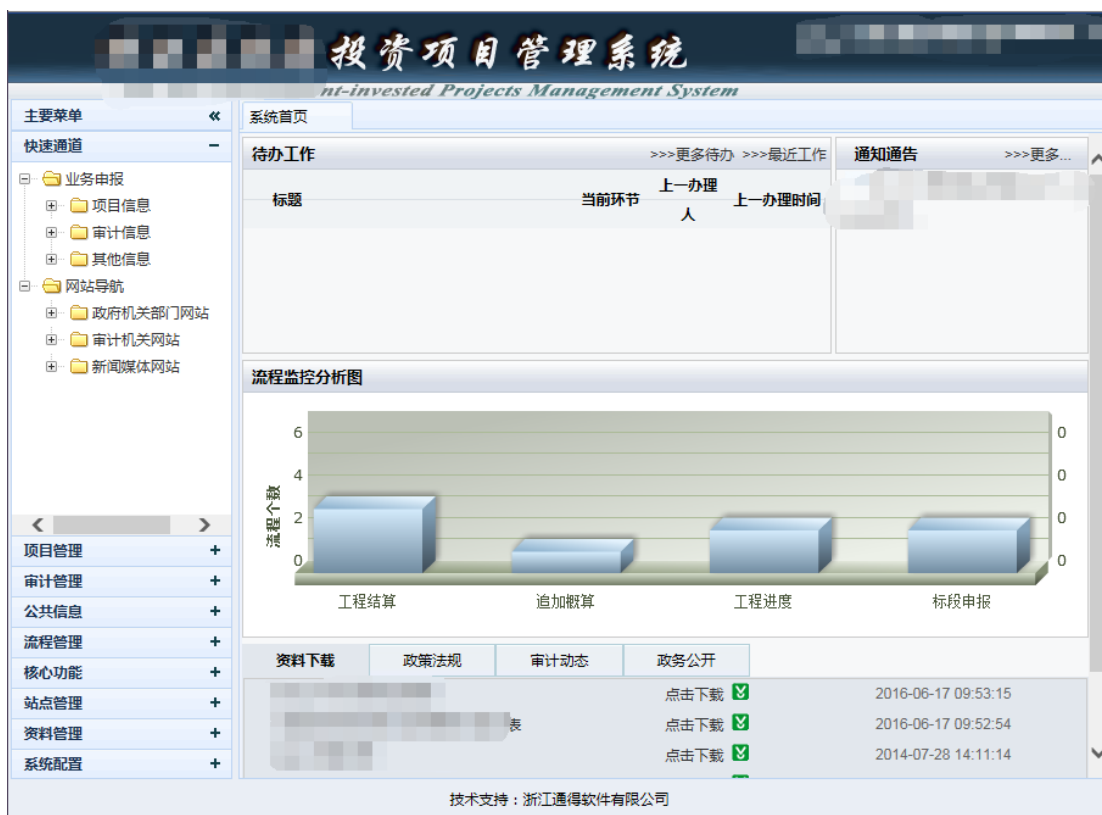 投资项目管理系统
nt-invested Projects Management System
主要菜单 «
系统首页
快速通道 −
待办工作 >>>更多待办 >>>最近工作
通知通告 >>>更多...
标题 当前环节 上一办理人 上一办理时间
业务申报
项目信息
审计信息
其他信息
网站导航
政府机关部门网站
审计机关网站
新闻媒体网站
项目管理 +
审计管理 +
公共信息 +
流程管理 +
核心功能 +
站点管理 +
资料管理 +
系统配置 +
流程监控分析图
流程个数
6 0
4 0
2 0
0 0
工程结算 追加概算 工程进度 标段申报
资料下载 政策法规 审计动态 政务公开
点击下载 2016-06-17 09:53:15
表 点击下载 2016-06-17 09:52:54
点击下载 2014-07-28 14:11:14
技术支持：浙江通得软件有限公司